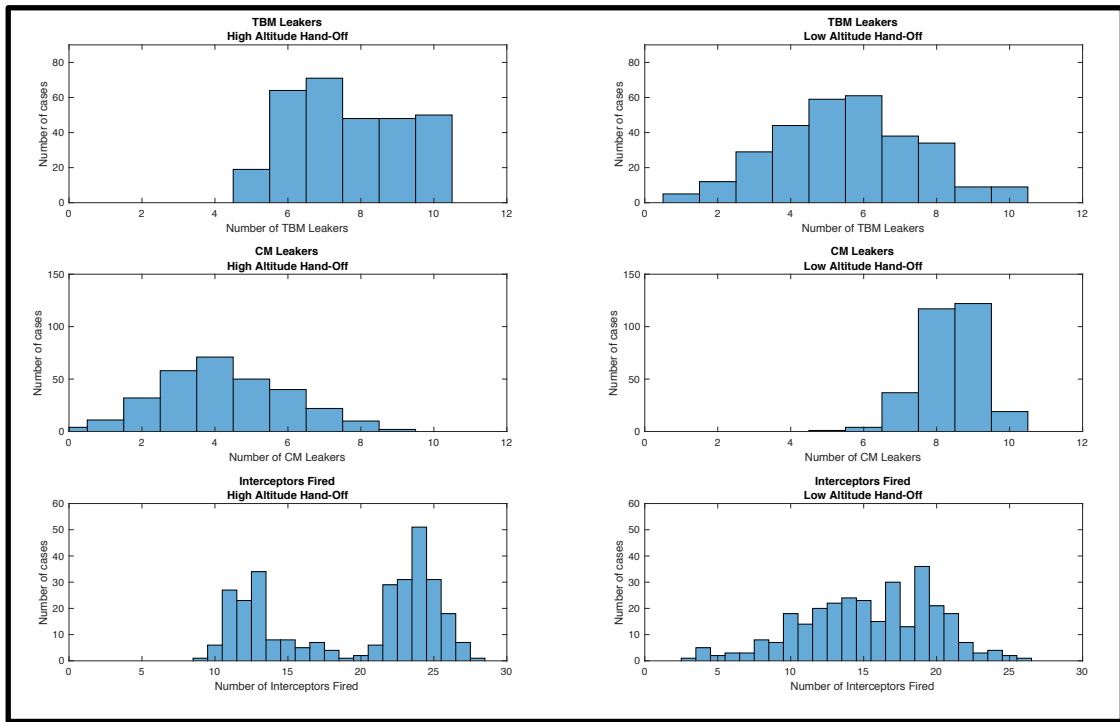 TBM Leakers
High Altitude Hand-Off
80
60
40
20
0
0 2 4 6 8 10 12
Number of cases
Number of TBM Leakers
TBM Leakers
Low Altitude Hand-Off
80
60
40
20
0
0 2 4 6 8 10 12
Number of cases
Number of TBM Leakers
CM Leakers
High Altitude Hand-Off
150
100
50
0
0 2 4 6 8 10 12
Number of cases
Number of CM Leakers
CM Leakers
Low Altitude Hand-Off
150
100
50
0
0 2 4 6 8 10 12
Number of cases
Number of CM Leakers
Interceptors Fired
High Altitude Hand-Off
60
50
40
30
20
10
0
0 5 10 15 20 25 30
Number of cases
Number of Interceptors Fired
Interceptors Fired
Low Altitude Hand-Off
60
50
40
30
20
10
0
0 5 10 15 20 25 30
Number of cases
Number of Interceptors Fired